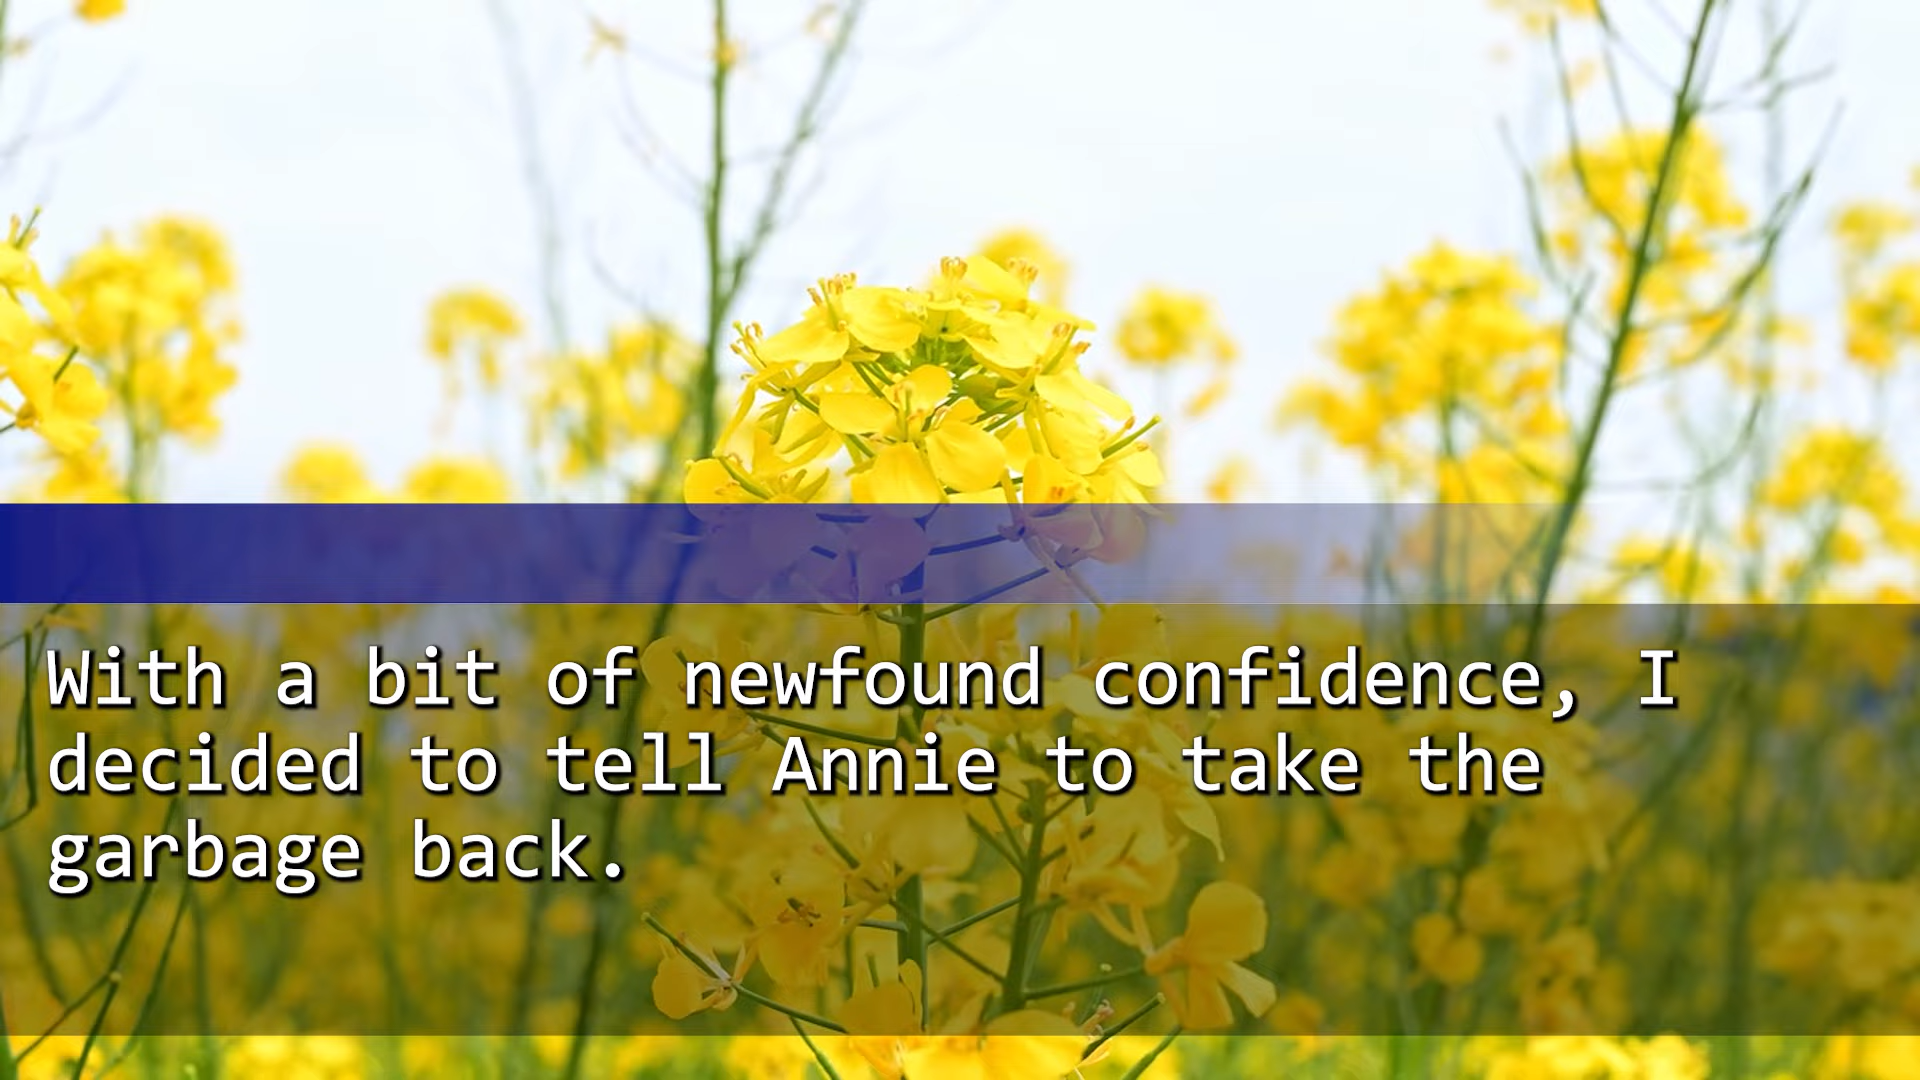 With a bit of newfound confidence, I
decided to tell Annie to take the
garbage back.